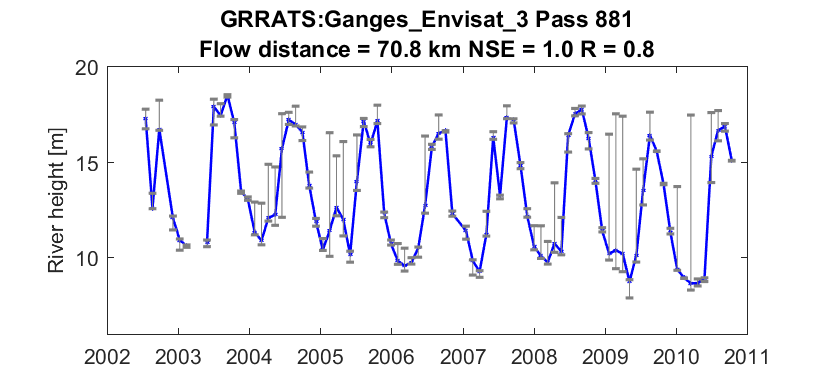 GRRATS:Ganges_Envisat_3 Pass 881
Flow distance = 70.8 km NSE = 1.0 R = 0.8
20
15
10
River height [m]
2002 2003 2004 2005 2006 2007 2008 2009 2010 2011